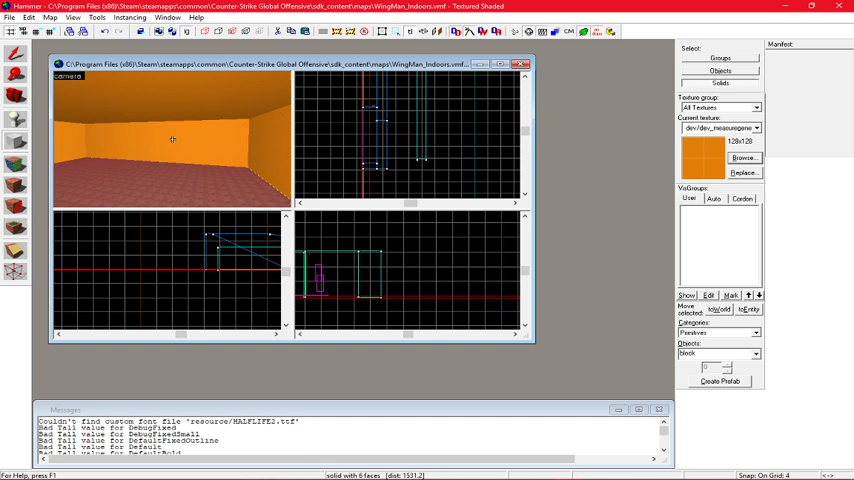 Hammer - C:\Program Files (x86)\Steam\steamapps\common\Counter-Strike Global Offensive\sdk_content\maps\WingMan_Indoors.vmf - Textured Shaded
File Edit Map View Tools Instancing Window Help
C:\Program Files (x86)\Steam\steamapps\common\Counter-Strike Global Offensive\sdk_content\maps\WingMan_Indoors.vmf...
camera
Select:
Groups
Objects
Solids
Texture group:
All Textures
Current texture:
dev/dev_measuregene
128x128
Browse...
Replace...
VisGroups:
User Auto Cordon
Show Edit Mark
Move
selected:
toWorld toEntity
Categories:
Primitives
Objects:
block
0
Create Prefab
Manifest:
Messages
Couldn't find custom font file 'resource/HALFLIFE2.ttf'
Bad Tall value for DebugFixed
Bad Tall value for DebugFixedSmall
Bad Tall value for DefaultFixedOutline
Bad Tall value for Default
Bad Tall value for DefaultBold
For Help, press F1
solid with 6 faces [dist: 1531.2]
Snap: On Grid: 4
<->